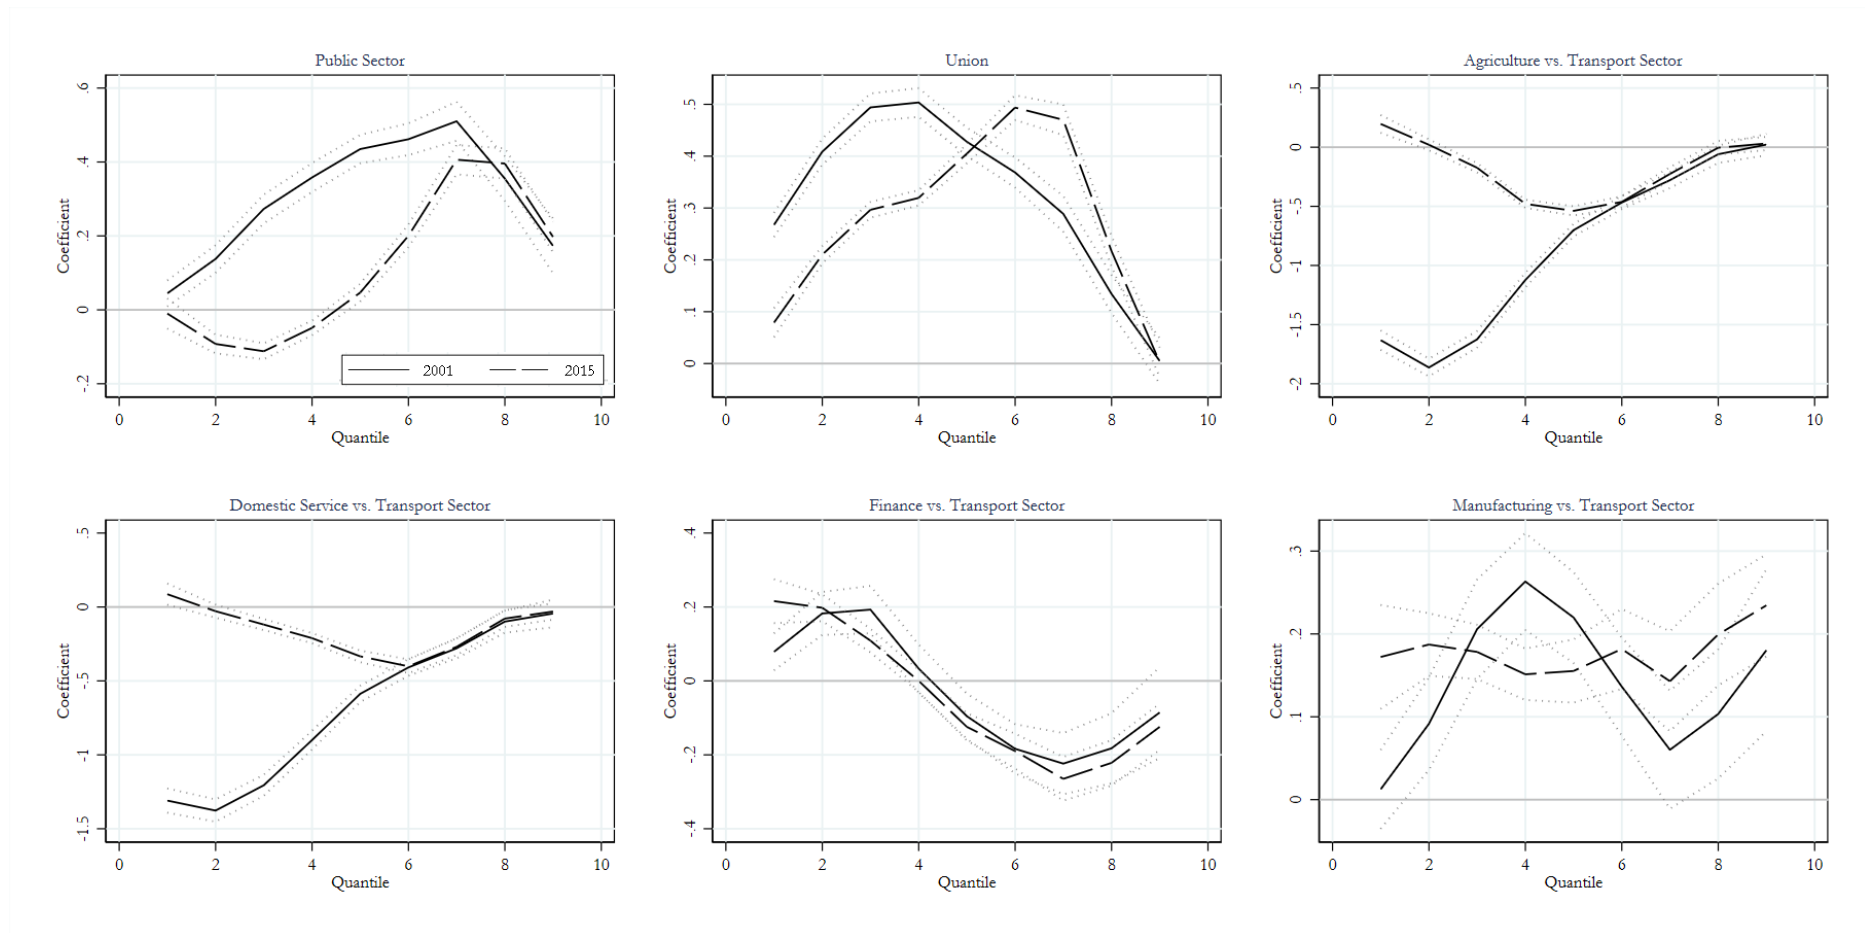 Public Sector
Coefficient
.6
.4
.2
0
-.2
0 2 4 6 8 10
Quantile
2001 2015
Union
Coefficient
.5
.4
.3
.2
.1
0
0 2 4 6 8 10
Quantile
Agriculture vs. Transport Sector
Coefficient
.5
0
-.5
-1
-1.5
-2
0 2 4 6 8 10
Quantile
Domestic Service vs. Transport Sector
Coefficient
.5
0
-.5
-1
-1.5
0 2 4 6 8 10
Quantile
Finance vs. Transport Sector
Coefficient
.4
.2
0
-.2
-.4
0 2 4 6 8 10
Quantile
Manufacturing vs. Transport Sector
Coefficient
.3
.2
.1
0
0 2 4 6 8 10
Quantile